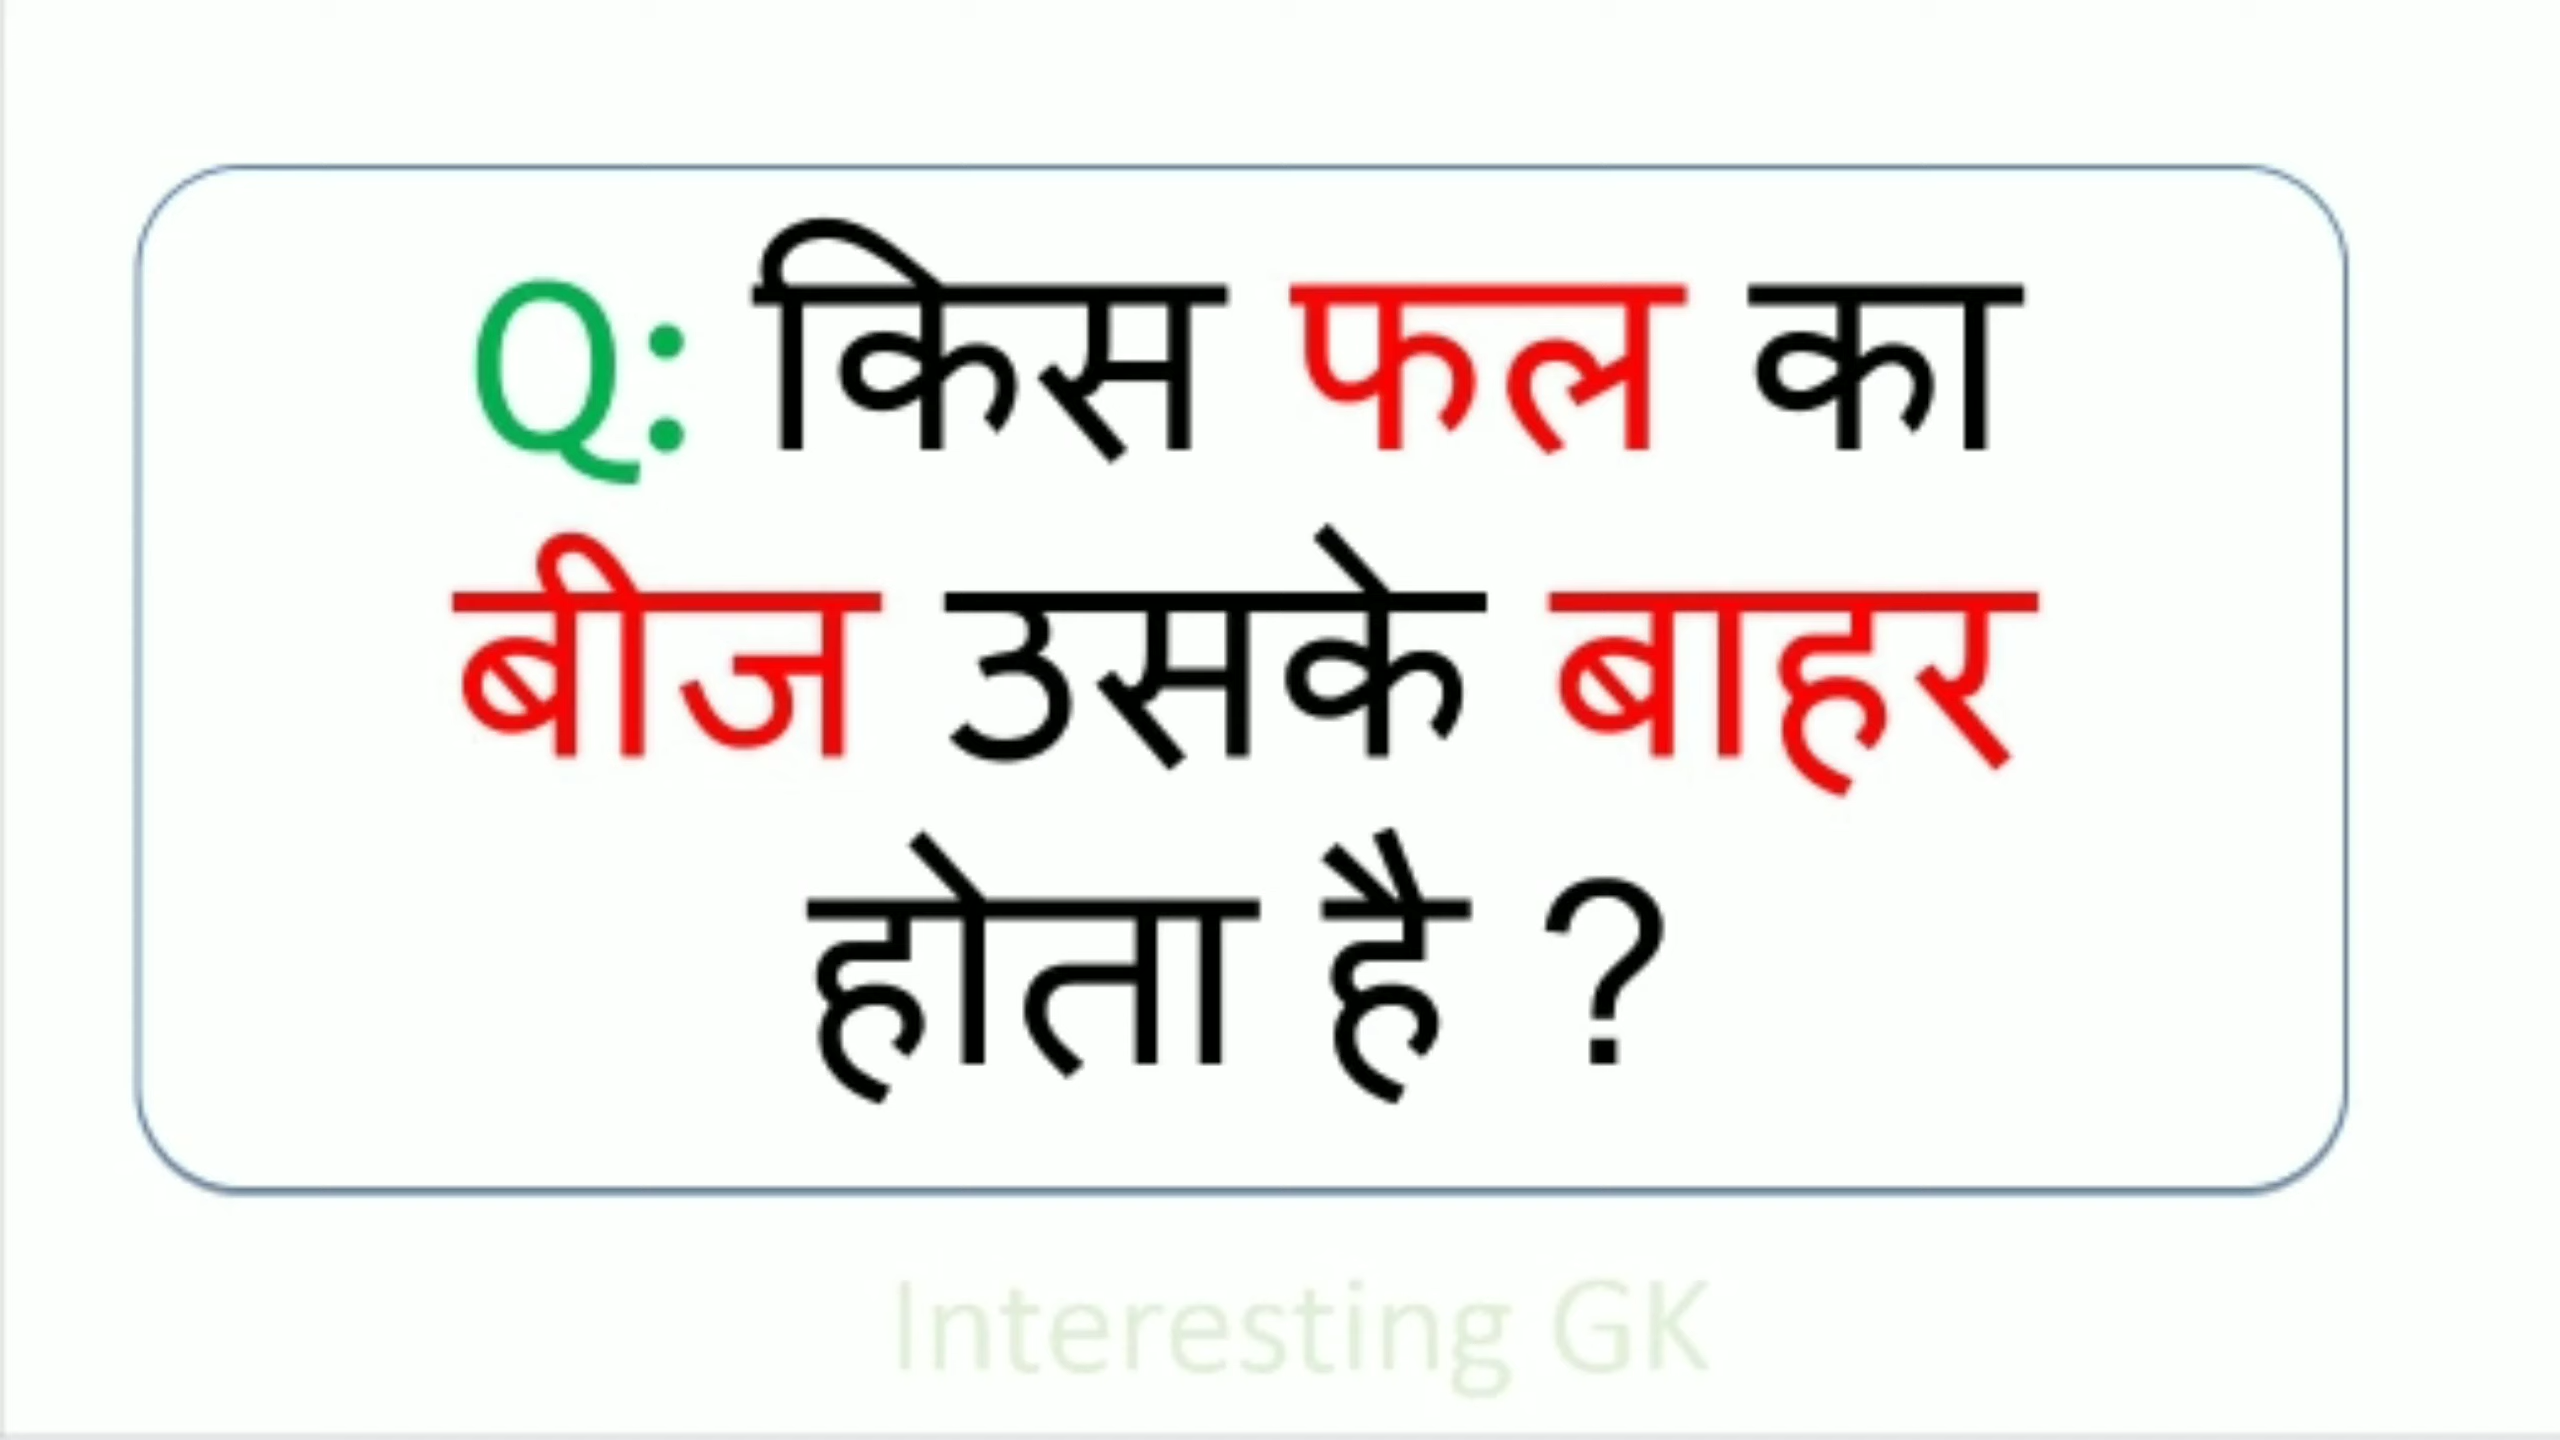 Q: किस फल का
बीज उसके बाहर
होता है ?
Interesting GK